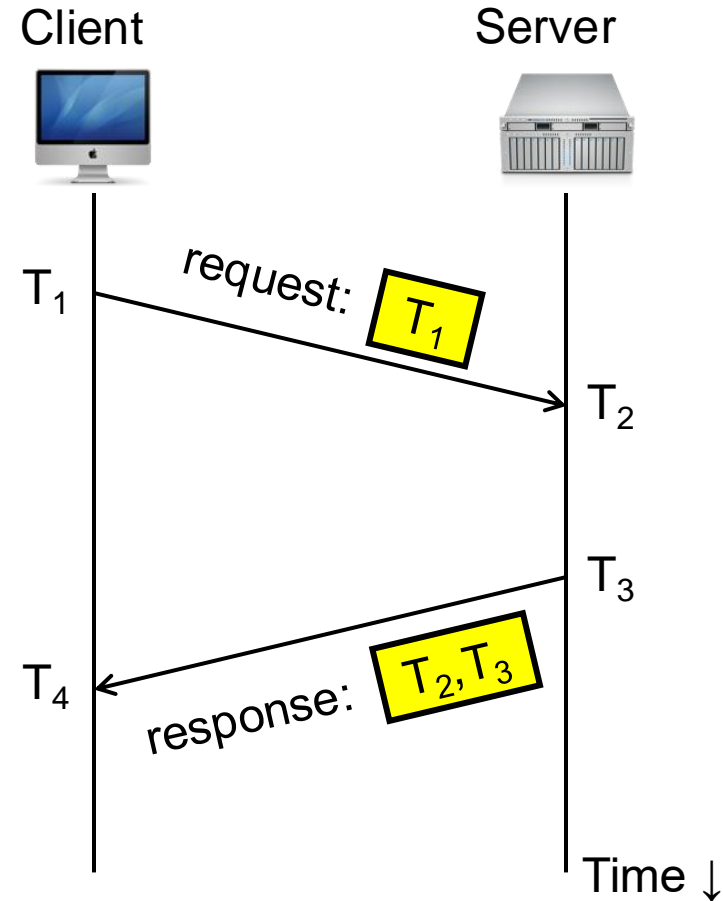 Client
Server
request: T₁
T₁
T₂
T₃
T₄
response: T₂,T₃
Time ↓